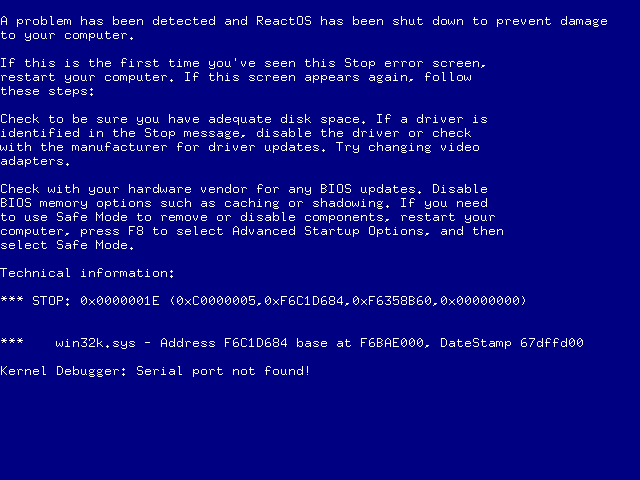 A problem has been detected and ReactOS has been shut down to prevent damage
to your computer.
If this is the first time you've seen this Stop error screen,
restart your computer. If this screen appears again, follow
these steps:
Check to be sure you have adequate disk space. If a driver is
identified in the Stop message, disable the driver or check
with the manufacturer for driver updates. Try changing video
adapters.
Check with your hardware vendor for any BIOS updates. Disable
BIOS memory options such as caching or shadowing. If you need
to use Safe Mode to remove or disable components, restart your
computer, press F8 to select Advanced Startup Options, and then
select Safe Mode.
Technical information:
*** STOP: 0x0000001E (0xC0000005,0xF6C1D684,0xF6358B60,0x00000000)
***    win32k.sys - Address F6C1D684 base at F6BAE000, DateStamp 67dffd00
Kernel Debugger: Serial port not found!